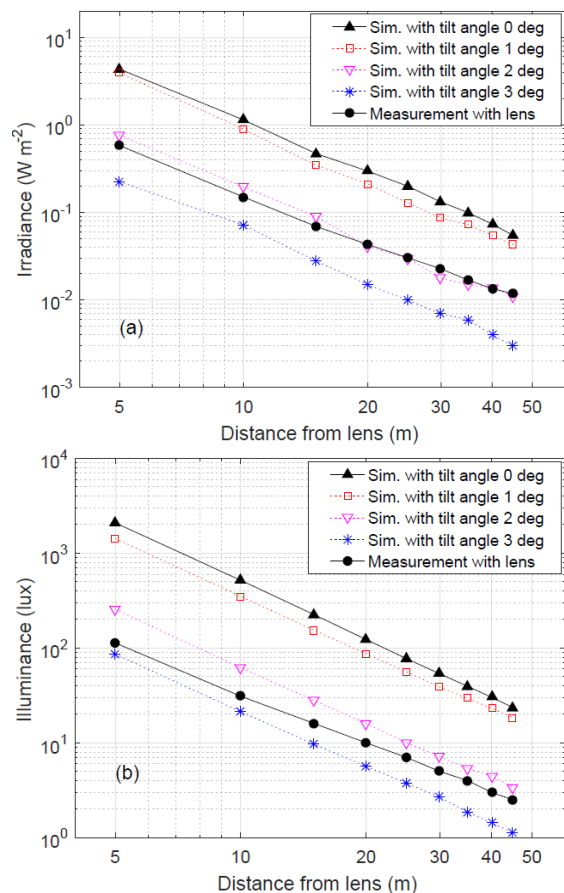 10^1
10^0
10^-1
10^-2
10^-3
Irradiance (W m^-2)
Sim. with tilt angle 0 deg
Sim. with tilt angle 1 deg
Sim. with tilt angle 2 deg
Sim. with tilt angle 3 deg
Measurement with lens
(a)
5 10 20 30 40 50
Distance from lens (m)
10^4
10^3
10^2
10^1
10^0
Illuminance (lux)
Sim. with tilt angle 0 deg
Sim. with tilt angle 1 deg
Sim. with tilt angle 2 deg
Sim. with tilt angle 3 deg
Measurement with lens
(b)
5 10 20 30 40 50
Distance from lens (m)